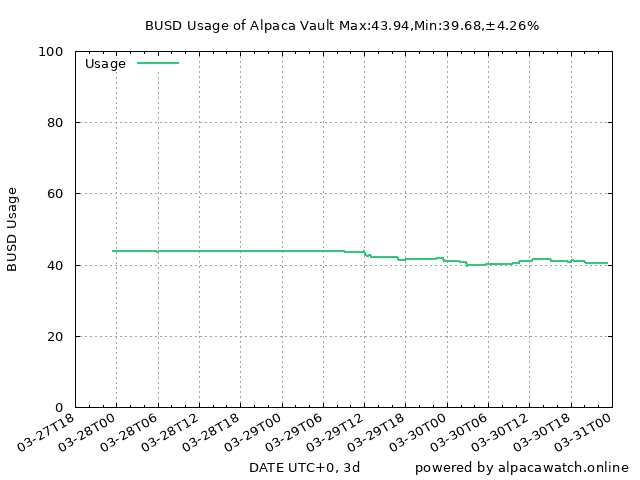 BUSD Usage of Alpaca Vault Max:43.94,Min:39.68,±4.26%
100
Usage
80
60
BUSD Usage
40
20
0
03-27T18 03-28T00 03-28T06 03-28T12 03-28T18 03-29T00 03-29T06 03-29T12 03-29T18 03-30T00 03-30T06 03-30T12 03-30T18 03-31T00
DATE UTC+0, 3d powered by alpacawatch.online